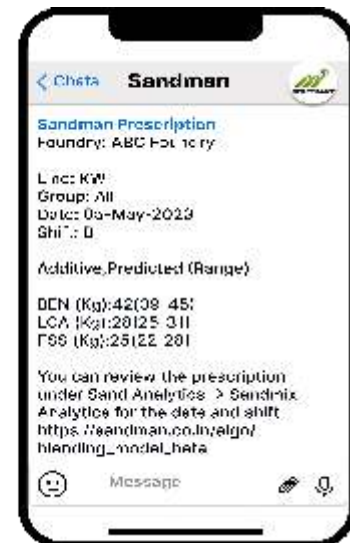 Chats Sandman
Sandman Prescription
Foundry: ABC Foundry
Line: KW
Group: All
Date: 05-May-2023
Shift:
Additive,Predicted (Range)
BEN (Kg):42(39-45)
LCA (Kg):28(25-31)
FSS (Kg):25(22-28)
You can review the prescription
under Sand Analytics -> Sandmix
Analytics for the date and shift
https://sandman.co.in/algo/
blending_model_beta
Message